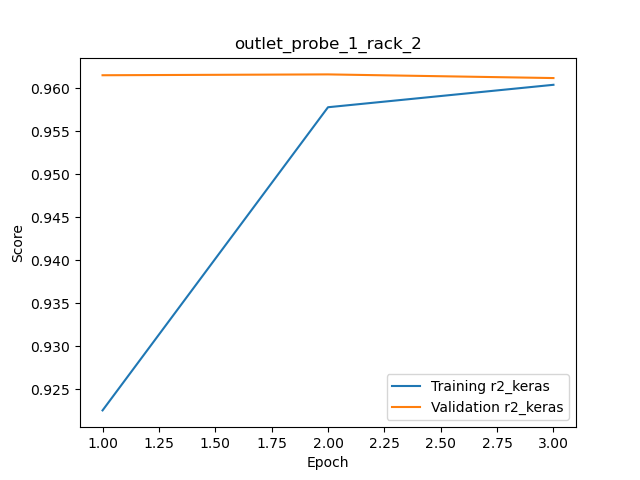 outlet_probe_1_rack_2
0.960
0.955
0.950
0.945
0.940
0.935
0.930
0.925
Score
Training r2_keras
Validation r2_keras
1.00 1.25 1.50 1.75 2.00 2.25 2.50 2.75 3.00
Epoch